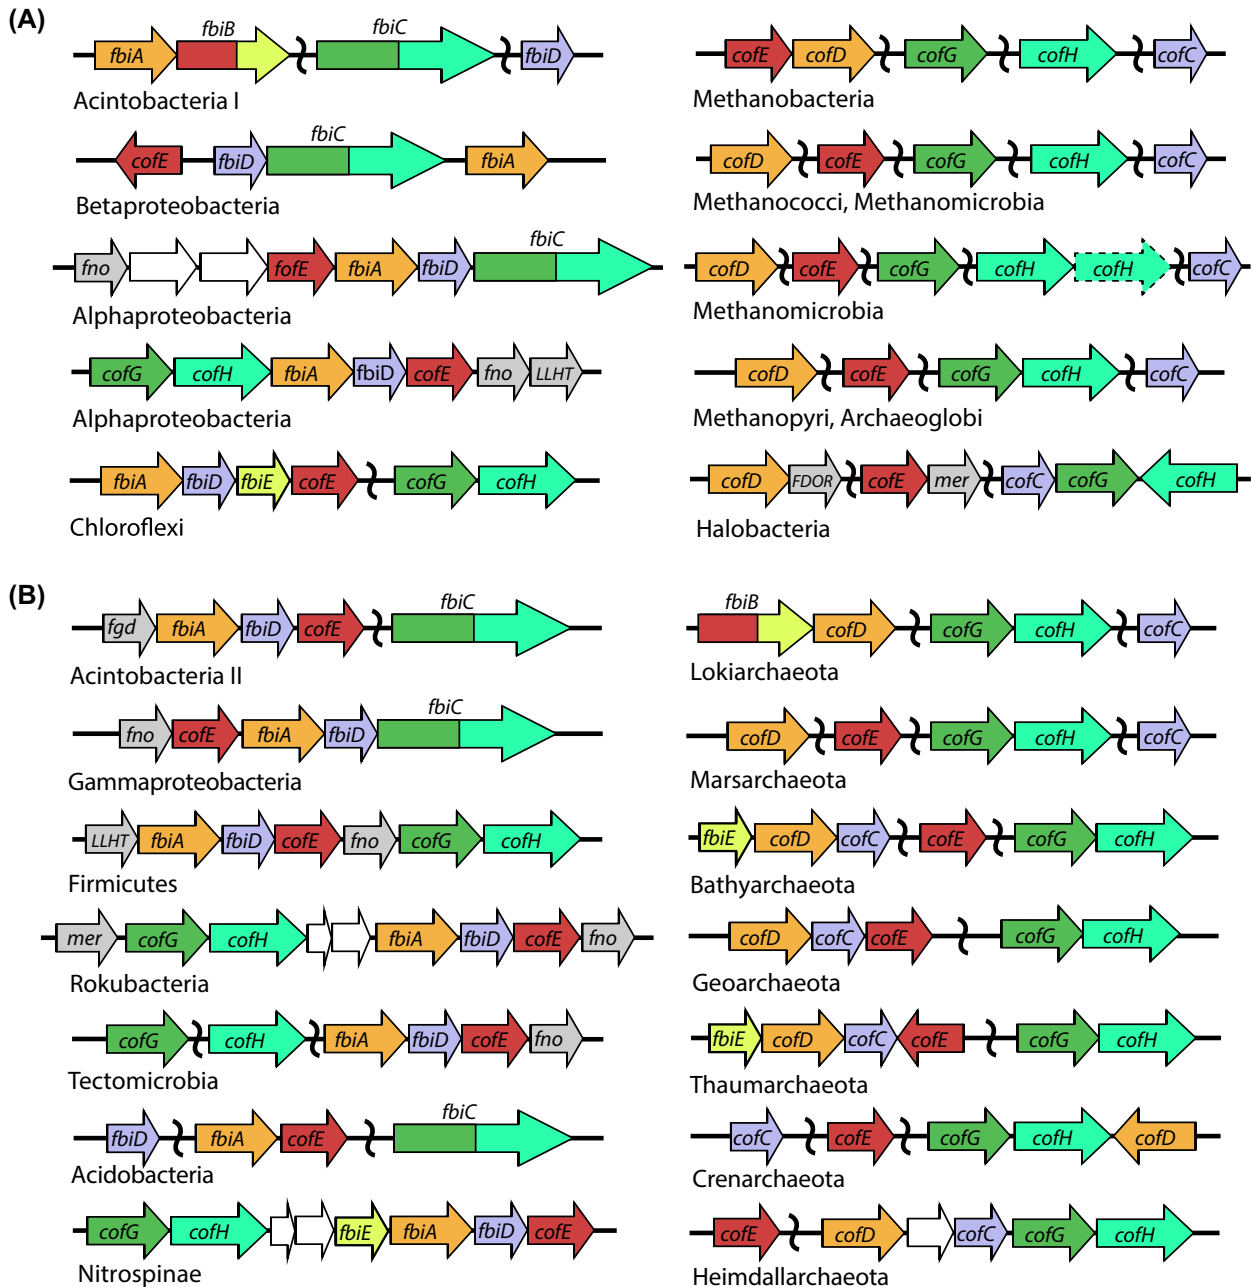 (A)
fbiA fbiB fbiC fbiD
Acintobacteria I
cofE fbiD fbiC fbiA
Betaproteobacteria
fno fofE fbiA fbiD fbiC
Alphaproteobacteria
cofG cofH fbiA fbiD cofE fno LLHT
Alphaproteobacteria
fbiA fbiD fbiE cofE cofG cofH
Chloroflexi
cofE cofD cofG cofH cofC
Methanobacteria
cofD cofE cofG cofH cofC
Methanococci, Methanomicrobia
cofD cofE cofG cofH cofH cofC
Methanomicrobia
cofD cofE cofG cofH cofC
Methanopyri, Archaeoglobi
cofD FDOR cofE mer cofC cofG cofH
Halobacteria
(B)
fgd fbiA fbiD cofE fbiC
Acintobacteria II
fno cofE fbiA fbiD fbiC
Gammaproteobacteria
LLHT fbiA fbiD cofE fno cofG cofH
Firmicutes
mer cofG cofH fbiA fbiD cofE fno
Rokubacteria
cofG cofH fbiA fbiD cofE fno
Tectomicrobia
fbiD fbiA cofE fbiC
Acidobacteria
cofG cofH fbiE fbiA fbiD cofE
Nitrospinae
fbiB cofD cofG cofH cofC
Lokiarchaeota
cofD cofE cofG cofH cofC
Marsarchaeota
fbiE cofD cofC cofE cofG cofH
Bathyarchaeota
cofD cofC cofE cofG cofH
Geoarchaeota
fbiE cofD cofC cofE cofG cofH
Thaumarchaeota
cofC cofE cofG cofH cofD
Crenarchaeota
cofE cofD cofC cofG cofH
Heimdallarchaeota